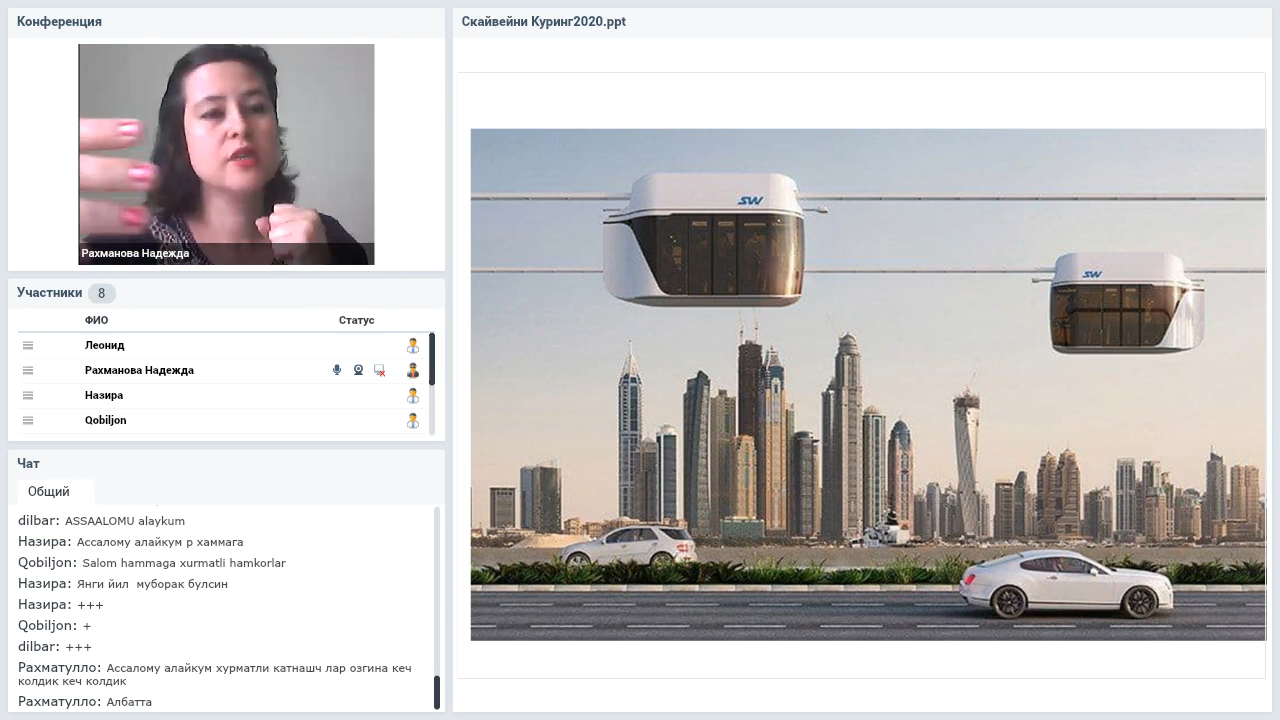 Конференция
Рахманова Надежда
Участники 8
ФИО Статус
Леонид
Рахманова Надежда
Назира
Qobiljon
Чат
Общий
dilbar: ASSAALOMU alaykum
Назира: Ассалому алайкум р хаммага
Qobiljon: Salom hammaga xurmatli hamkorlar
Назира: Янги йил муборак булсин
Назира: +++
Qobiljon: +
dilbar: +++
Рахматулло: Ассалому алайкум хурматли катнашч лар озгина кеч
колдик кеч колдик
Рахматулло: Албатта
Скайвейни Куринг2020.ppt
SW
SW